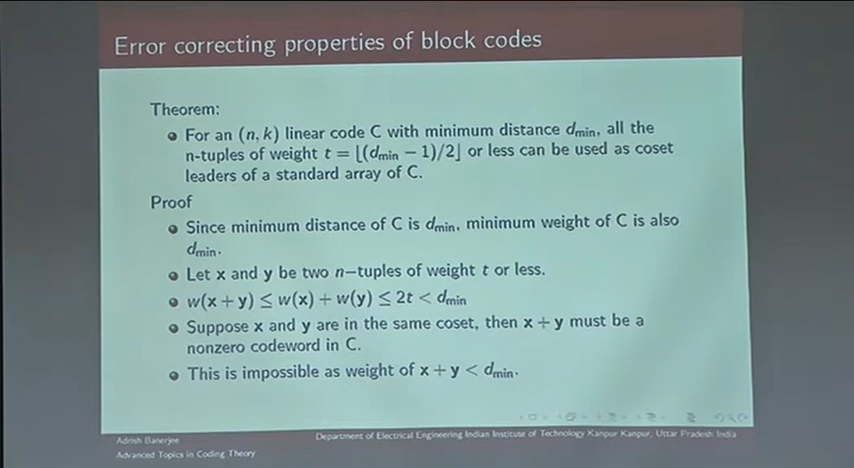 Error correcting properties of block codes
Theorem:
• For an (n, k) linear code C with minimum distance dmin, all the
n-tuples of weight t = ⌊(dmin − 1)/2⌋ or less can be used as coset
leaders of a standard array of C.
Proof
• Since minimum distance of C is dmin, minimum weight of C is also
dmin.
• Let x and y be two n−tuples of weight t or less.
• w(x + y) ≤ w(x) + w(y) ≤ 2t < dmin
• Suppose x and y are in the same coset, then x + y must be a
nonzero codeword in C.
• This is impossible as weight of x + y < dmin.
Adrish Banerjee
Department of Electrical Engineering Indian Institute of Technology Kanpur Kanpur, Uttar Pradesh India
Advanced Topics in Coding Theory